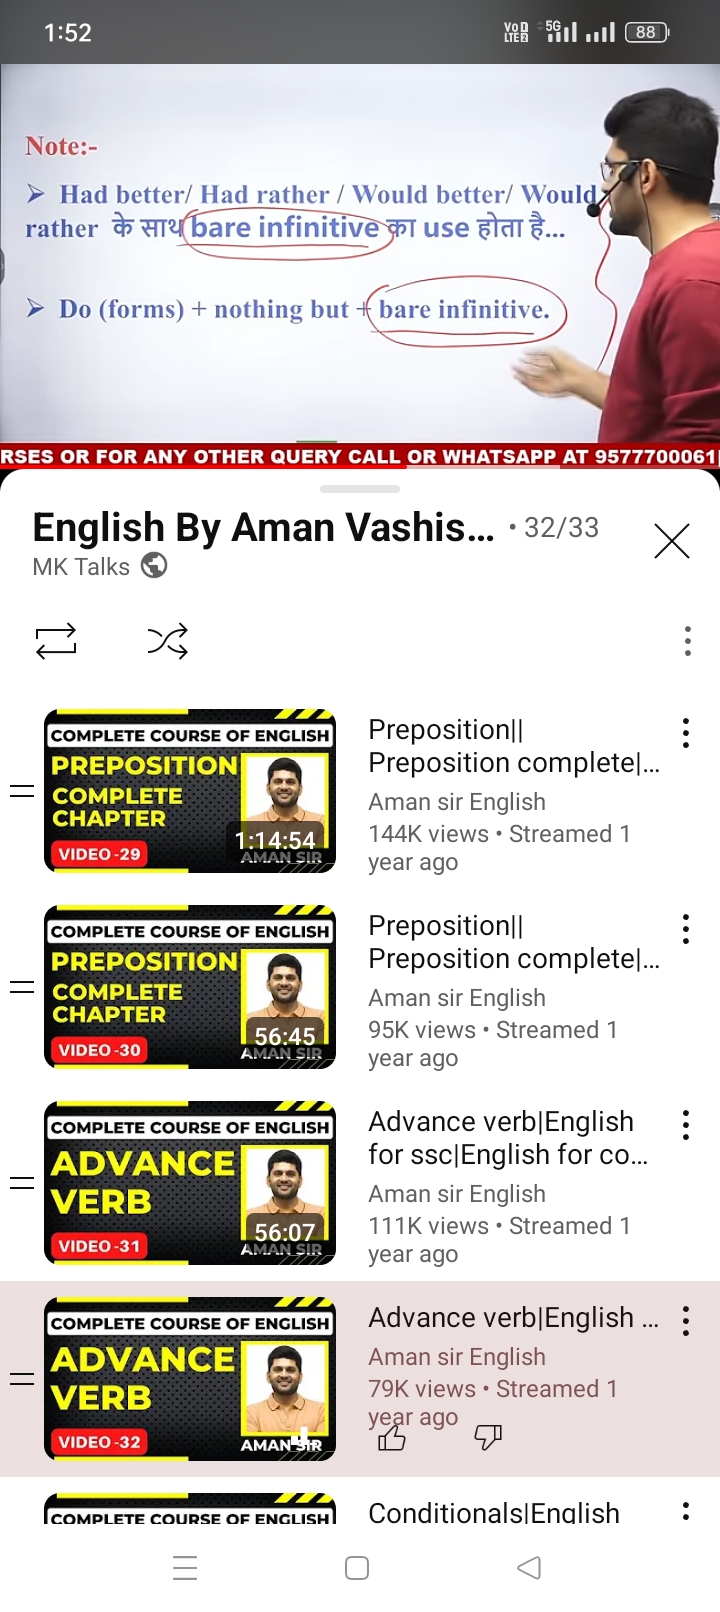 1:52
VoD LTE2 5G 88
Note:-
➢ Had better/ Had rather / Would better/ Would
rather के साथ bare infinitive का use होता है...
➢ Do (forms) + nothing but + bare infinitive.
RSES OR FOR ANY OTHER QUERY CALL OR WHATSAPP AT 9577700061
English By Aman Vashis... • 32/33
MK Talks
COMPLETE COURSE OF ENGLISH
PREPOSITION
COMPLETE
CHAPTER
VIDEO -29
1:14:54
AMAN SIR
Preposition||
Preposition complete|...
Aman sir English
144K views • Streamed 1
year ago
COMPLETE COURSE OF ENGLISH
PREPOSITION
COMPLETE
CHAPTER
VIDEO -30
56:45
AMAN SIR
Preposition||
Preposition complete|...
Aman sir English
95K views • Streamed 1
year ago
COMPLETE COURSE OF ENGLISH
ADVANCE
VERB
VIDEO -31
56:07
AMAN SIR
Advance verb|English
for ssc|English for co...
Aman sir English
111K views • Streamed 1
year ago
COMPLETE COURSE OF ENGLISH
ADVANCE
VERB
VIDEO -32
AMAN SIR
Advance verb|English ...
Aman sir English
79K views • Streamed 1
year ago
COMPLETE COURSE OF ENGLISH
Conditionals|English